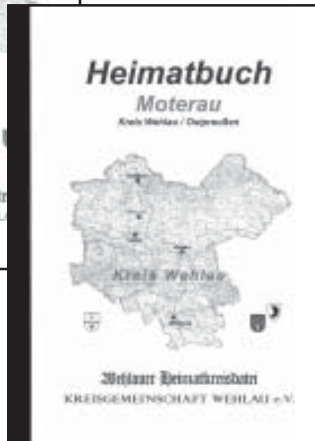 Heimatbuch
Moterau
Kreis Wehlau / Ostpreußen
Kreis Wehlau
Wehlauer Heimatkreisdatei
KREISGEMEINSCHAFT WEHLAU e.V.